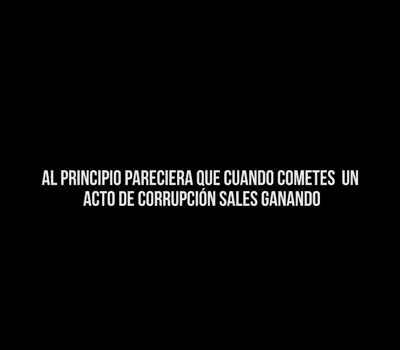 AL PRINCIPIO PARECIERA QUE CUANDO COMETES UN
ACTO DE CORRUPCIÓN SALES GANANDO